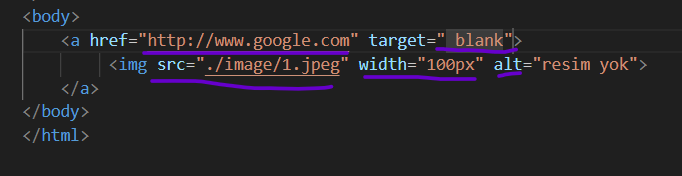 <body>
<a href="http://www.google.com" target=" blank">
<img src="./image/1.jpeg" width="100px" alt="resim yok">
</a>
</body>
</html>